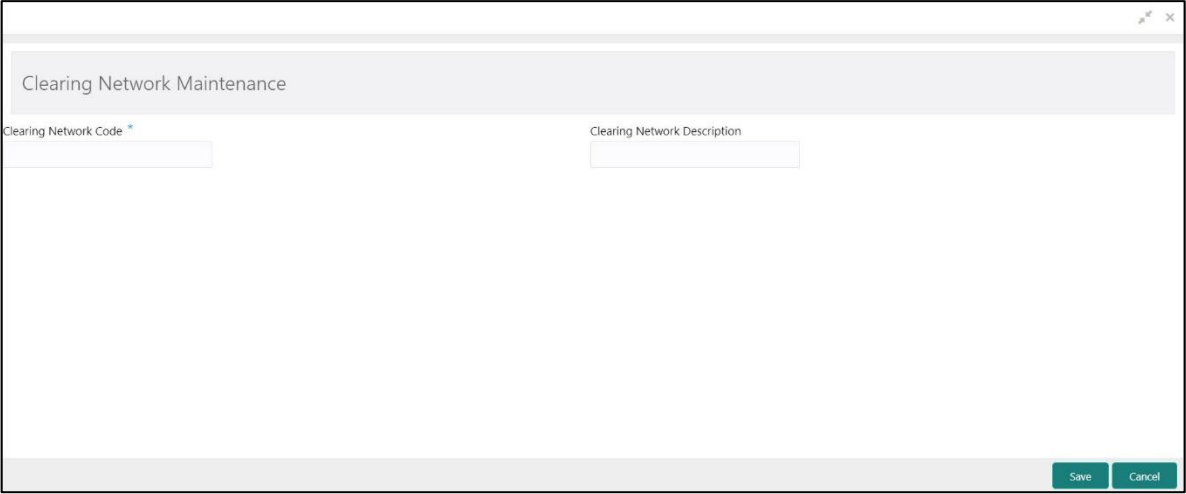 Clearing Network Maintenance
Clearing Network Code *
Clearing Network Description
Save
Cancel